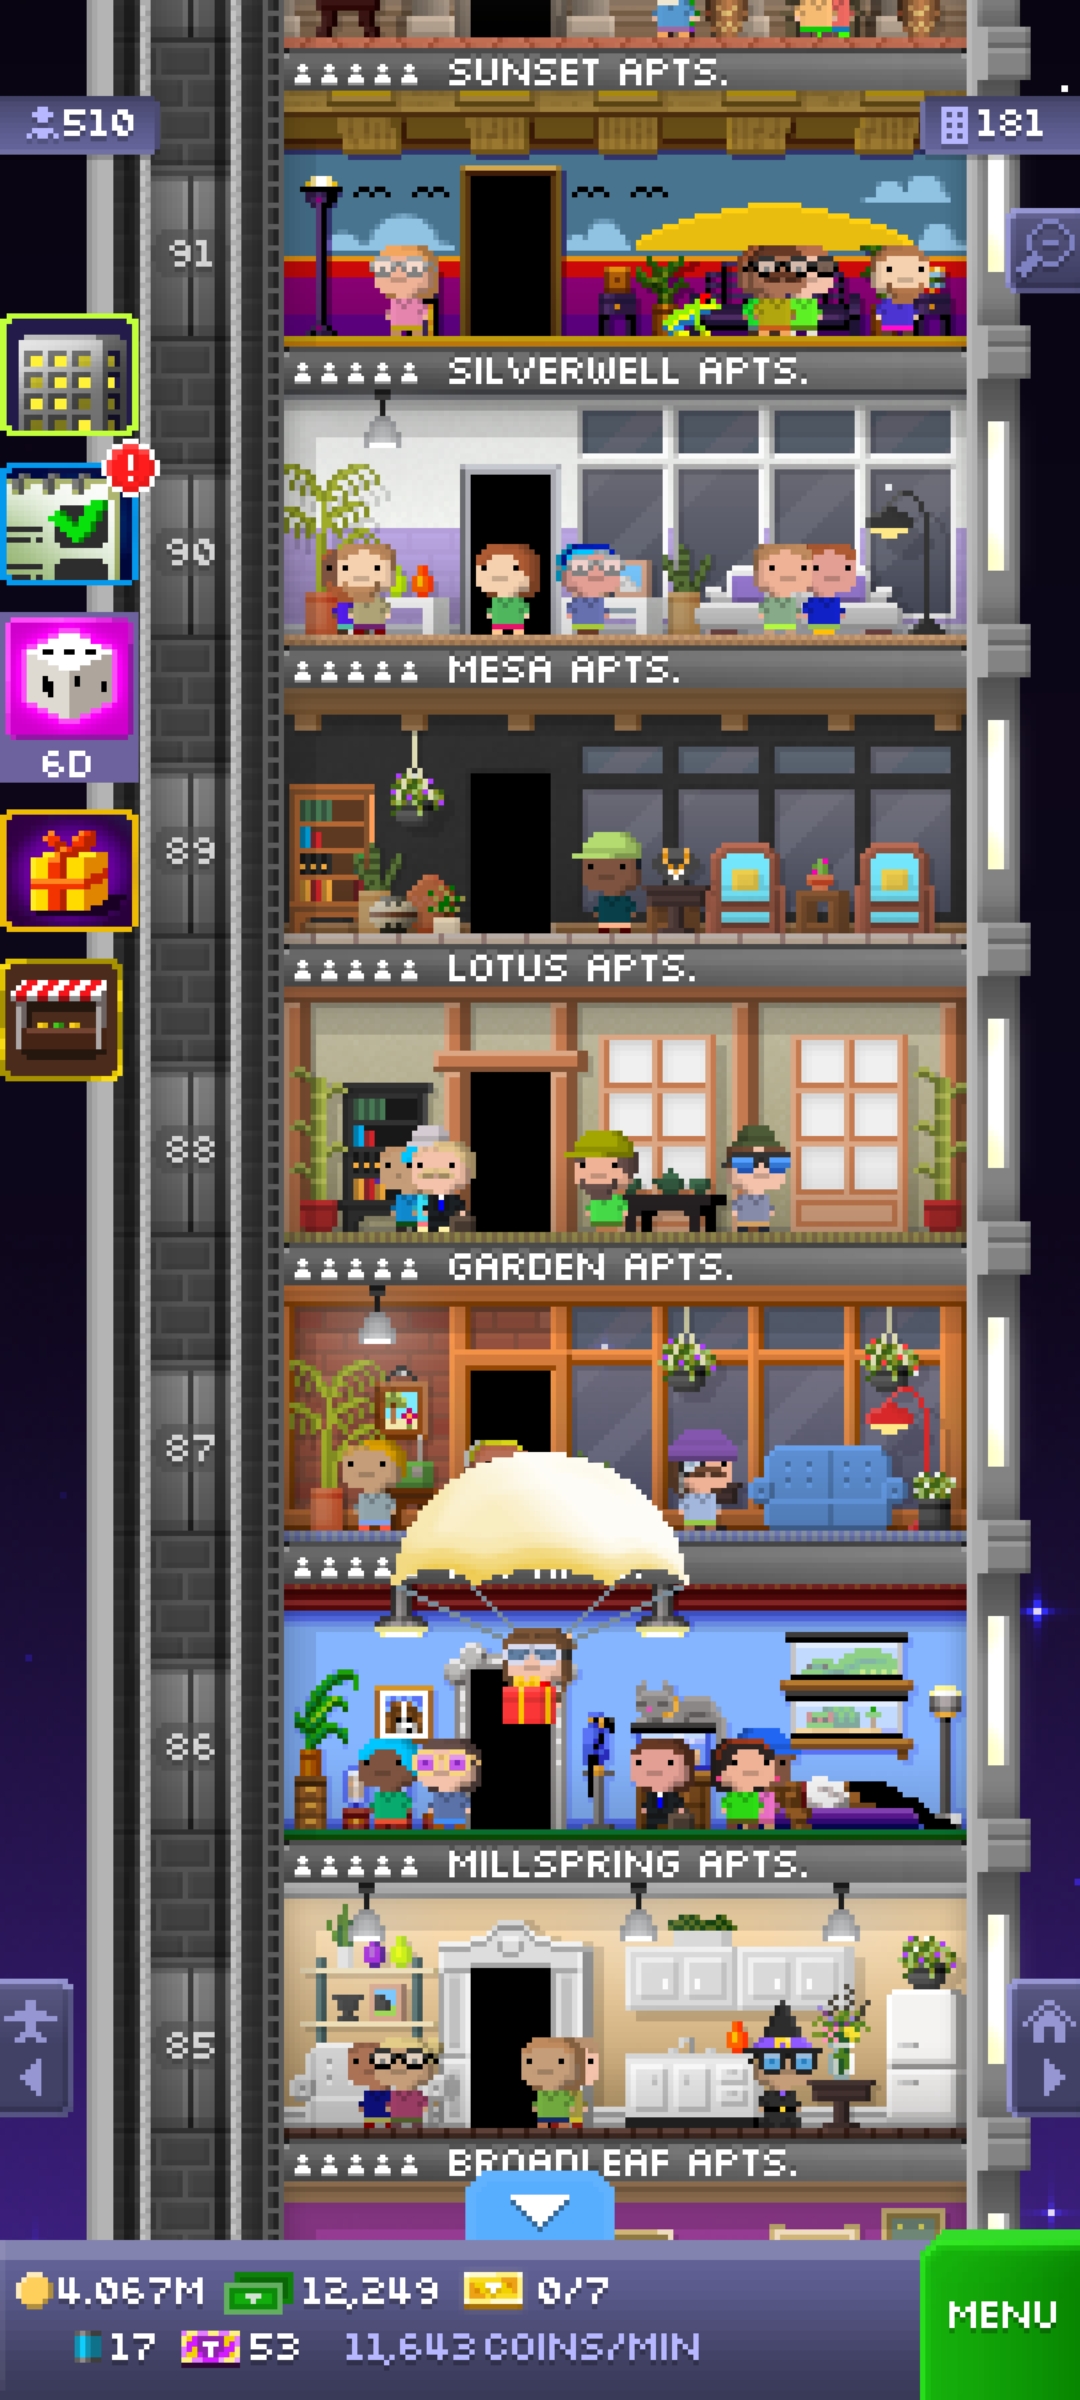 SUNSET APTS.
510
181
91
SILVERWELL APTS.
90
MESA APTS.
6D
89
LOTUS APTS.
88
GARDEN APTS.
87
86
MILLSPRING APTS.
85
BROADLEAF APTS.
4.067M 12,249 0/7
MENU
17 53 11,643 COINS/MIN